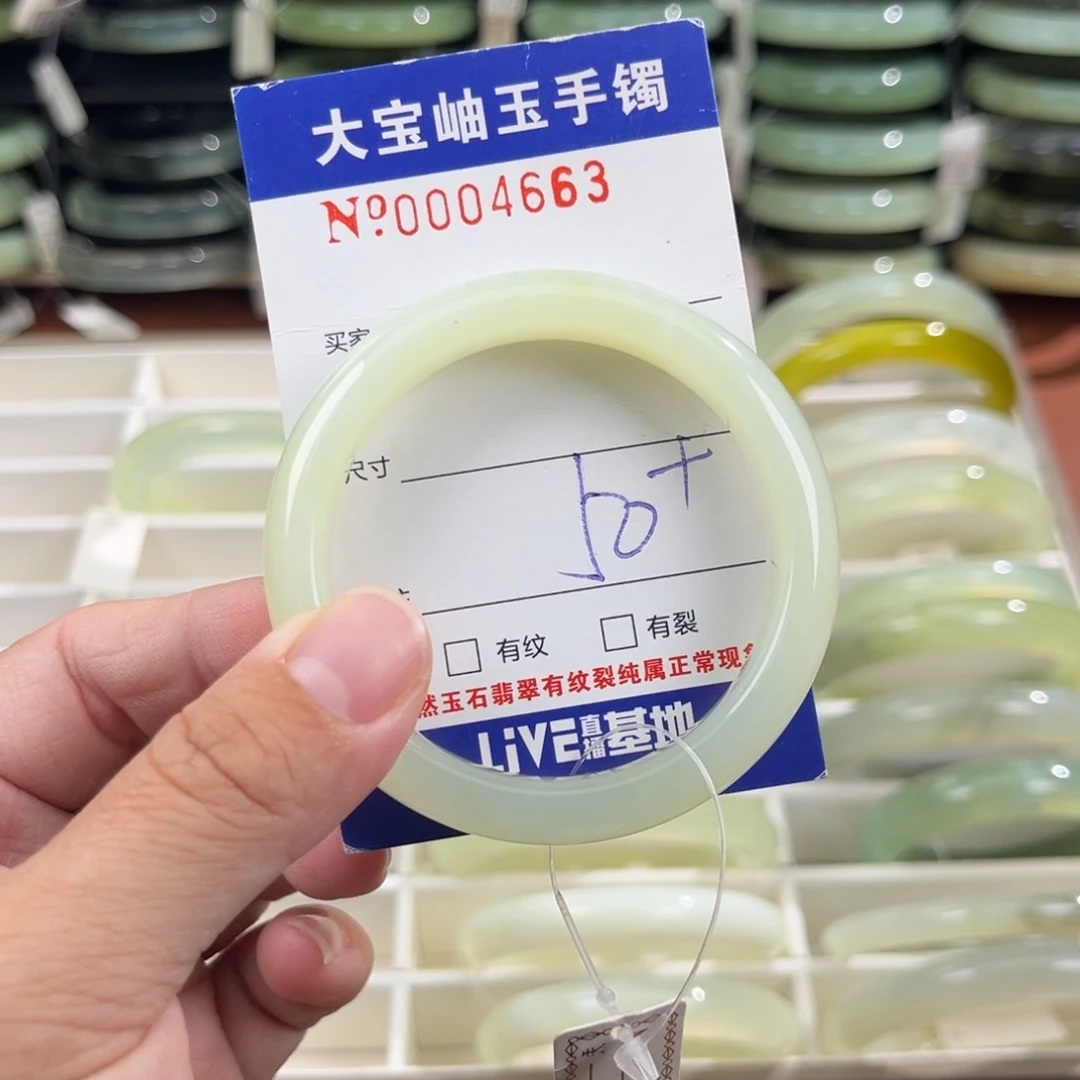 大宝岫玉手镯
Nº0004663
买家
尺寸
50+
有纹
有裂
然玉石翡翠有纹裂纯属正常现
LiVE直播基地